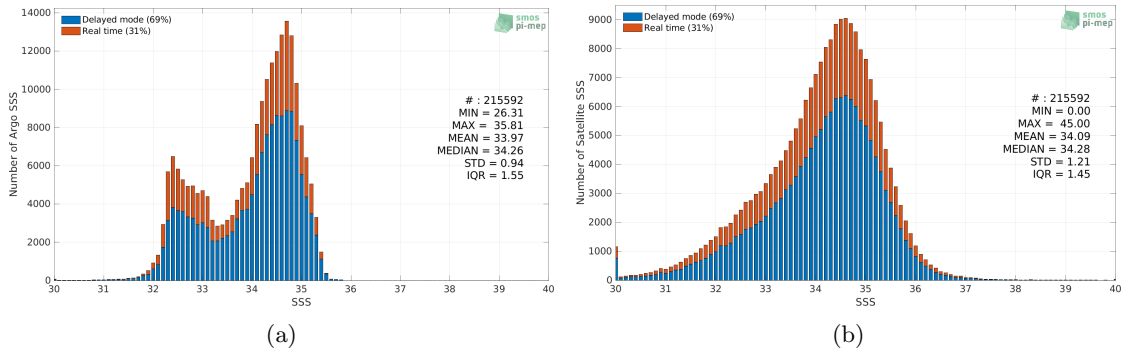 Delayed mode (69%)
Real time (31%)
smos
pi-mep
14000
12000
10000
8000
6000
4000
2000
0
Number of Argo SSS
# : 215592
MIN = 26.31
MAX = 35.81
MEAN = 33.97
MEDIAN = 34.26
STD = 0.94
IQR = 1.55
30 31 32 33 34 35 36 37 38 39 40
SSS
(a)
Delayed mode (69%)
Real time (31%)
smos
pi-mep
9000
8000
7000
6000
5000
4000
3000
2000
1000
0
Number of Satellite SSS
# : 215592
MIN = 0.00
MAX = 45.00
MEAN = 34.09
MEDIAN = 34.28
STD = 1.21
IQR = 1.45
30 31 32 33 34 35 36 37 38 39 40
SSS
(b)